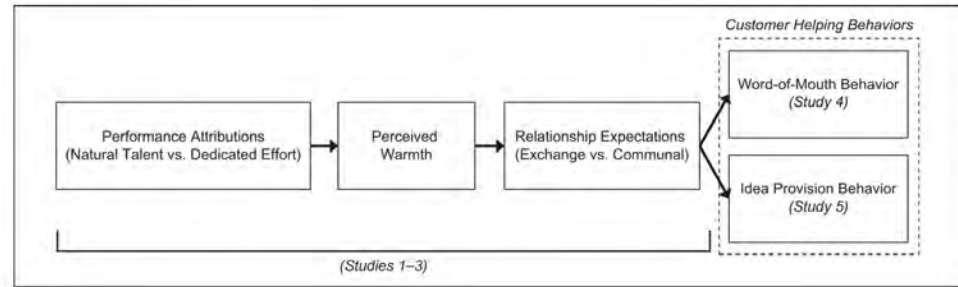 Customer Helping Behaviors
Performance Attributions
(Natural Talent vs. Dedicated Effort)
Perceived
Warmth
Relationship Expectations
(Exchange vs. Communal)
Word-of-Mouth Behavior
(Study 4)
Idea Provision Behavior
(Study 5)
(Studies 1–3)